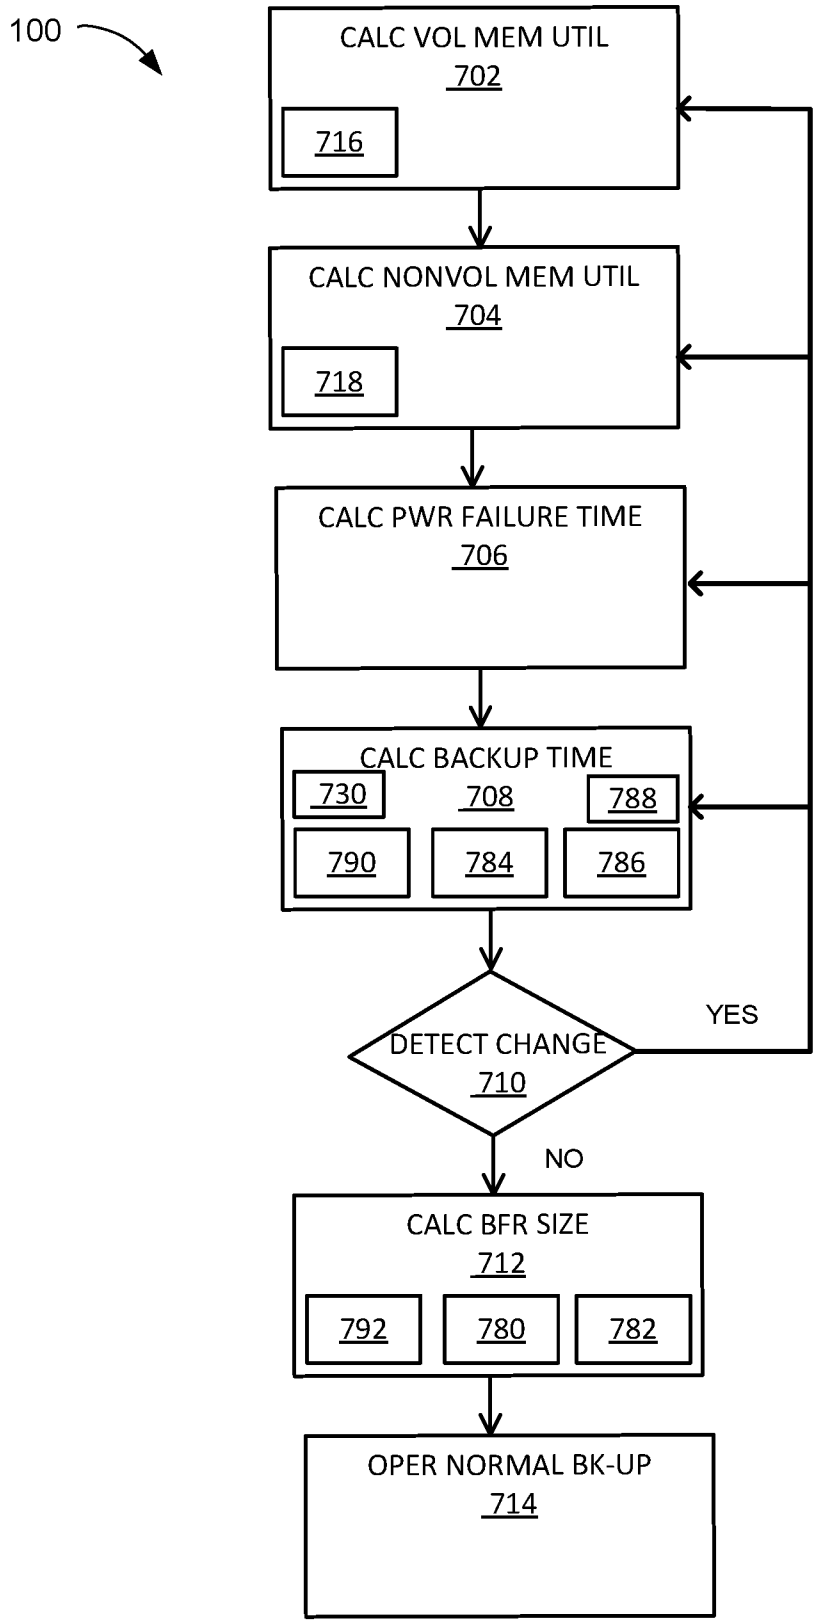 100
CALC VOL MEM UTIL
702
716
CALC NONVOL MEM UTIL
704
718
CALC PWR FAILURE TIME
706
CALC BACKUP TIME
730 708 788
790 784 786
DETECT CHANGE
710
YES
NO
CALC BFR SIZE
712
792 780 782
OPER NORMAL BK-UP
714